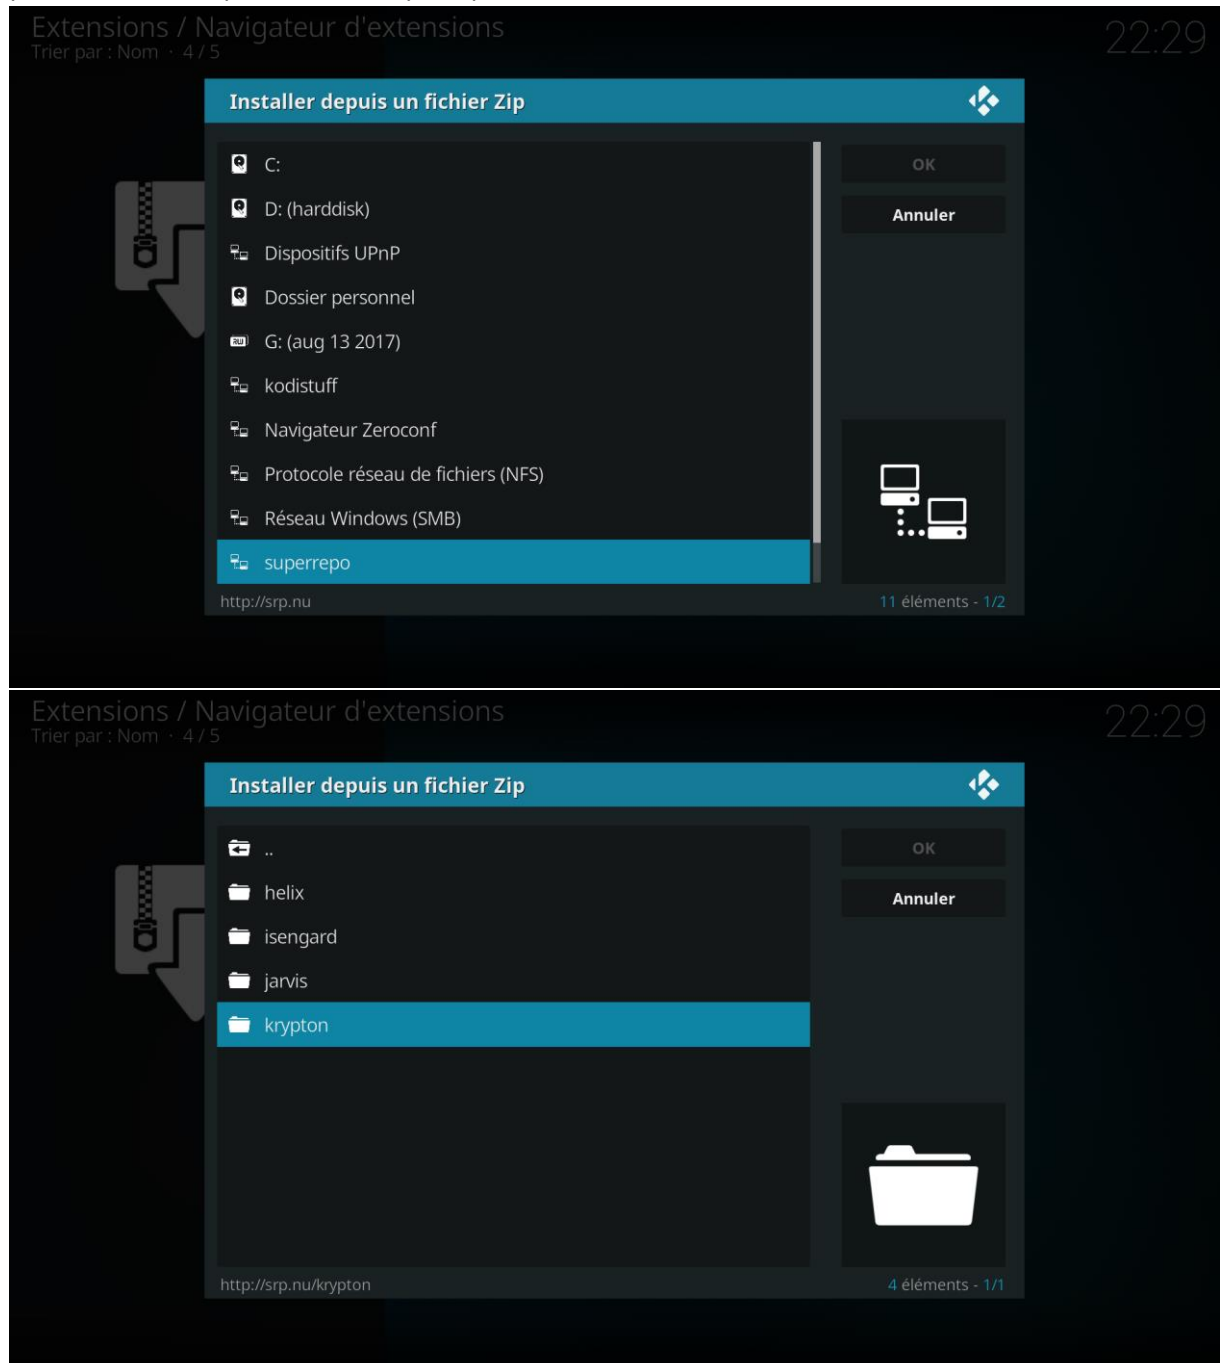 Extensions / Navigateur d'extensions
22:29
Trier par : Nom · 4 / 5
Installer depuis un fichier Zip
C:
OK
D: (harddisk)
Annuler
Dispositifs UPnP
Dossier personnel
RW
G: (aug 13 2017)
kodistuff
Navigateur Zeroconf
Protocole réseau de fichiers (NFS)
Réseau Windows (SMB)
superrepo
http://srp.nu
11 éléments - 1/2
Extensions / Navigateur d'extensions
22:29
Trier par : Nom · 4 / 5
Installer depuis un fichier Zip
..
OK
helix
Annuler
isengard
jarvis
krypton
http://srp.nu/krypton
4 éléments - 1/1